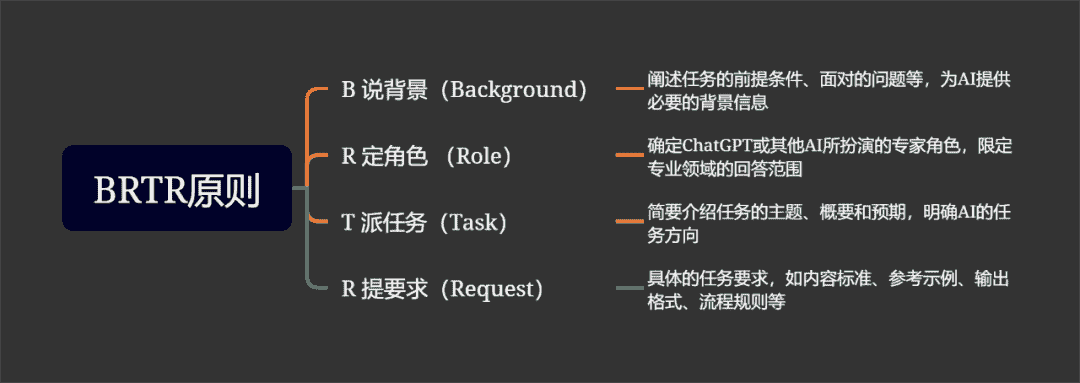 BRTR原则
B 说背景（Background）
阐述任务的前提条件、面对的问题等，为AI提供
必要的背景信息
R 定角色 （Role）
确定ChatGPT或其他AI所扮演的专家角色，限定
专业领域的回答范围
T 派任务（Task）
简要介绍任务的主题、概要和预期，明确AI的任
务方向
R 提要求（Request）
具体的任务要求，如内容标准、参考示例、输出
格式、流程规则等